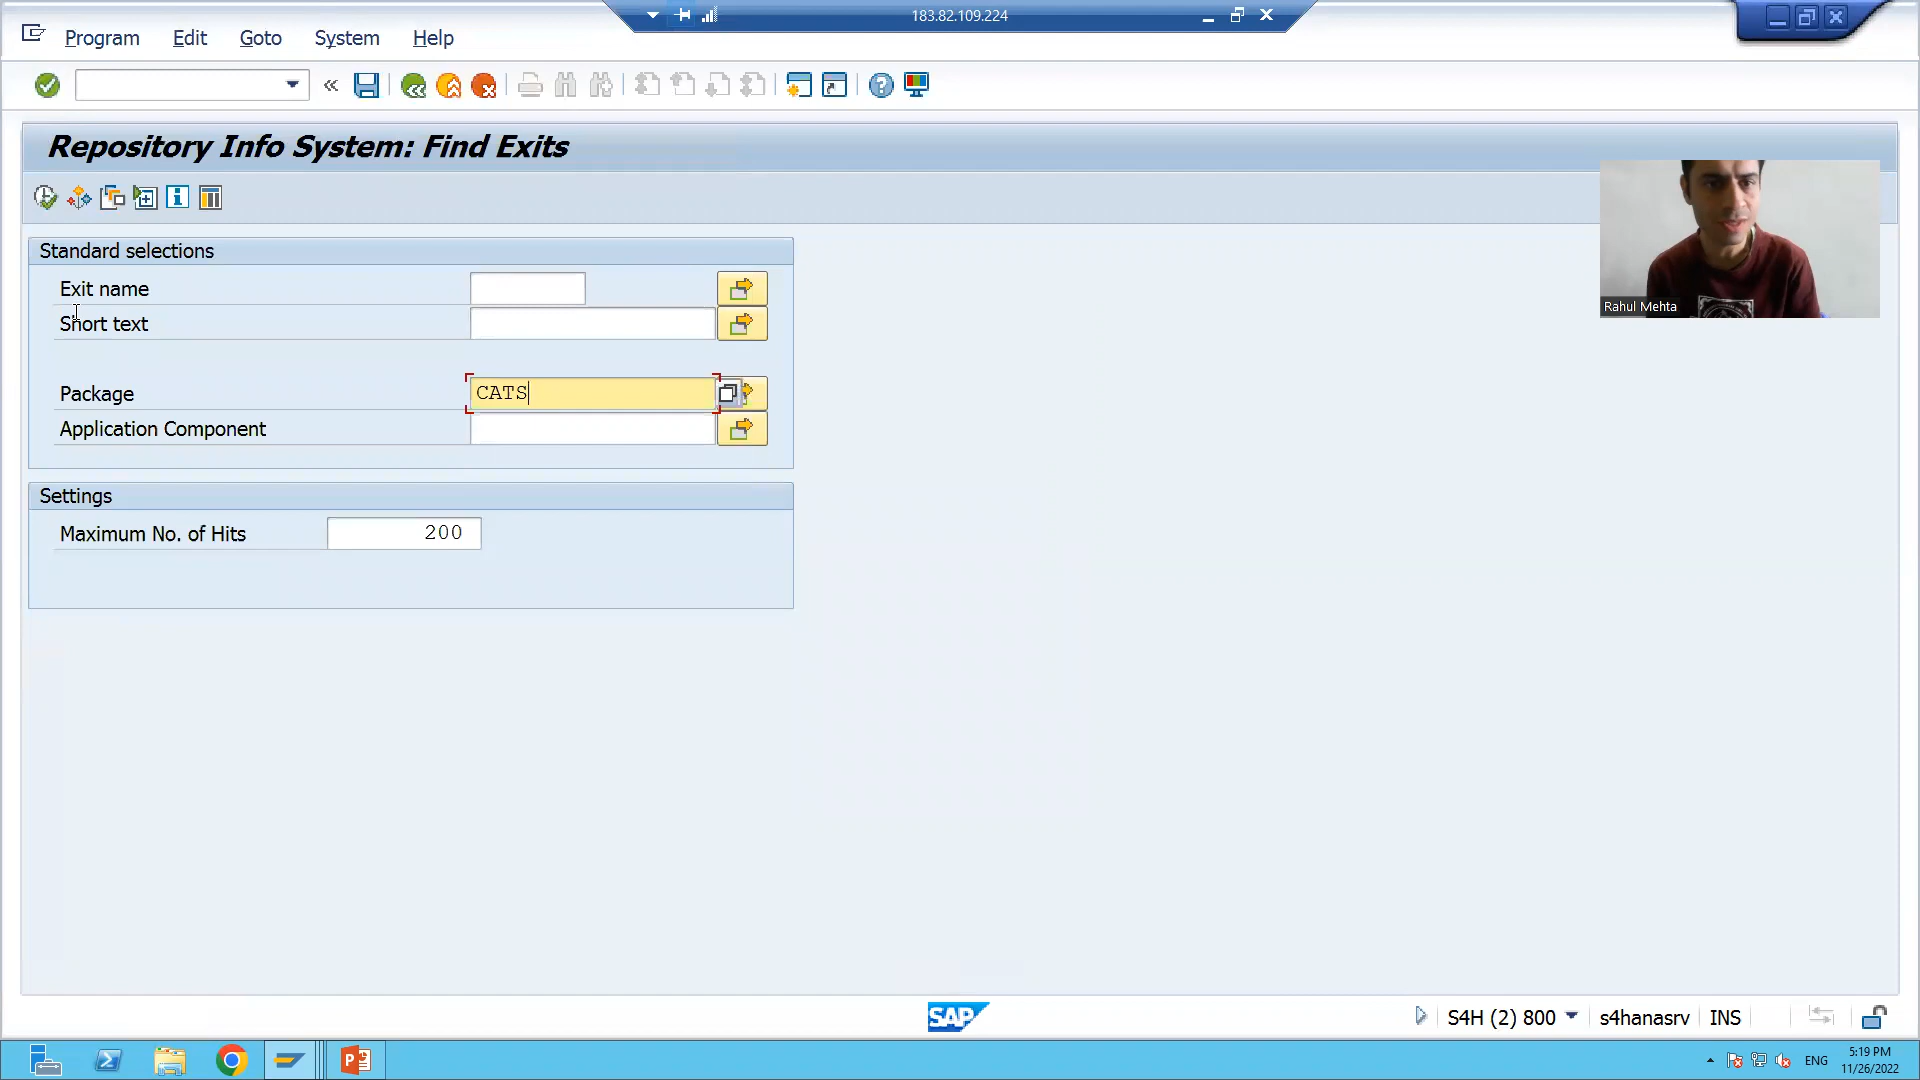 183.82.109.224
Program Edit Goto System Help
Repository Info System: Find Exits
Standard selections
Exit name
Short text
Package CATS
Application Component
Settings
Maximum No. of Hits 200
Rahul Mehta
SAP
S4H (2) 800 s4hanasrv INS
ENG
5:19 PM
11/26/2022